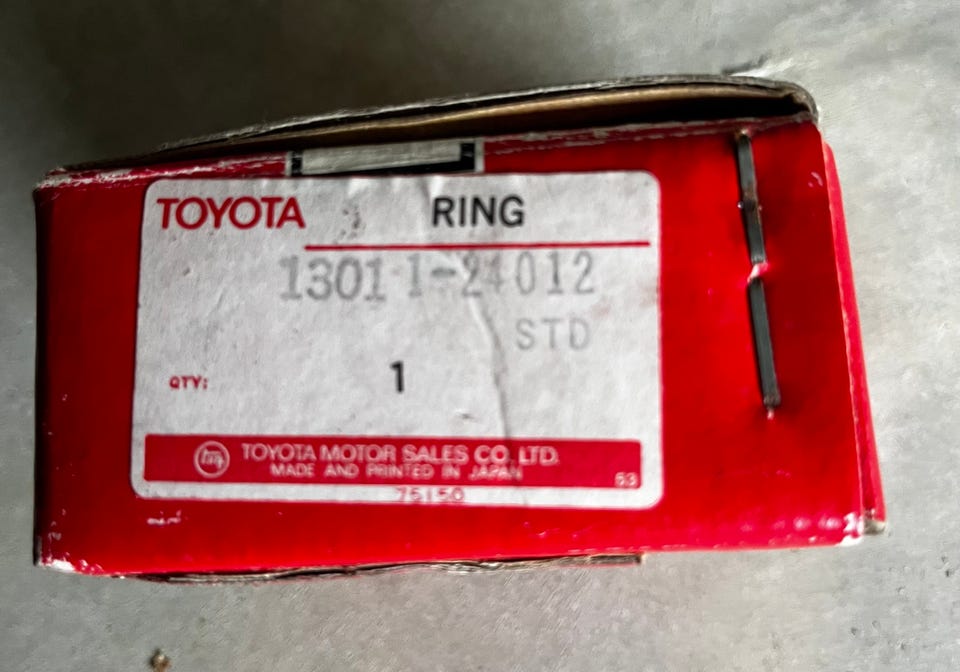 TOYOTA RING
13011-24012
STD
QTY: 1
TEQ TOYOTA MOTOR SALES CO., LTD.
MADE AND PRINTED IN JAPAN
53
75150